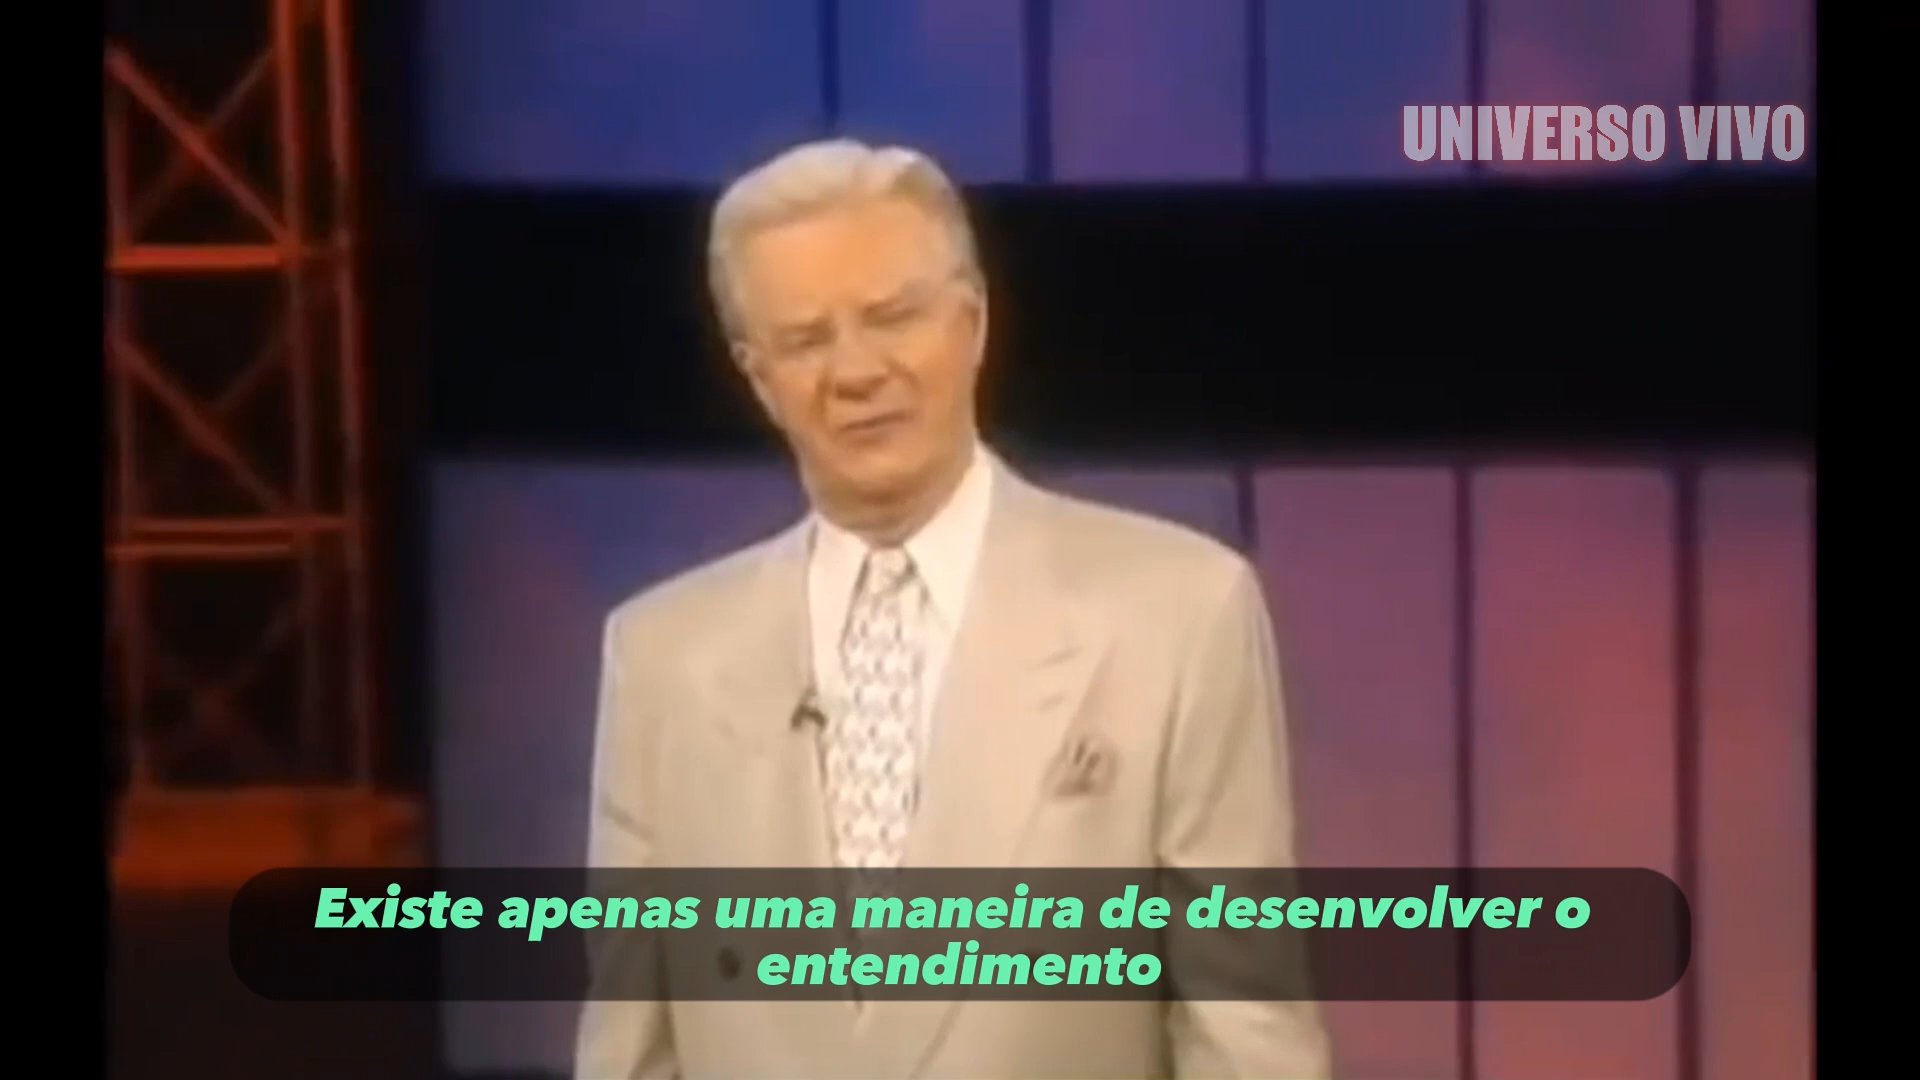 UNIVERSO VIVO
Existe apenas uma maneira de desenvolver o
entendimento